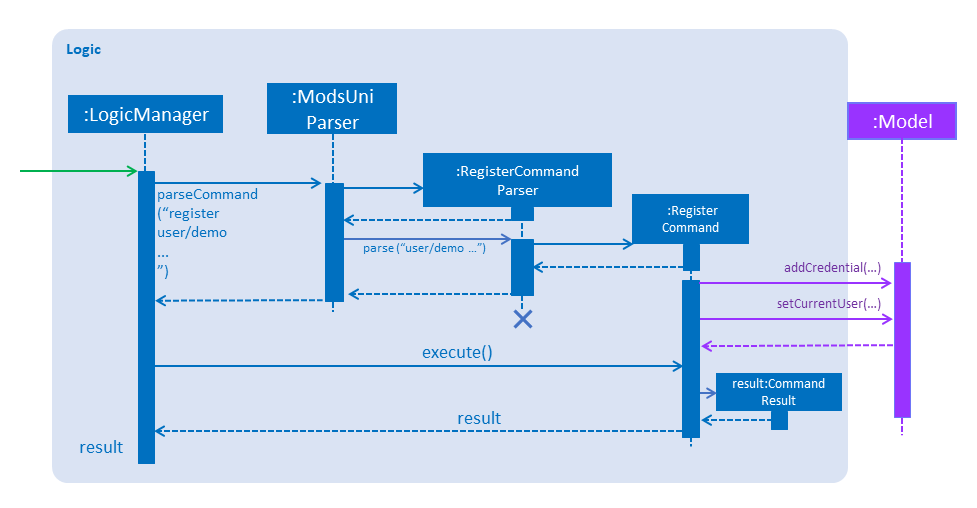 Logic
:LogicManager
:ModsUni
Parser
:Model
:RegisterCommand
Parser
:Register
Command
parseCommand
(“register
user/demo
...
”)
parse (“user/demo ...”)
addCredential(...)
setCurrentUser(...)
execute()
result:Command
Result
result
result